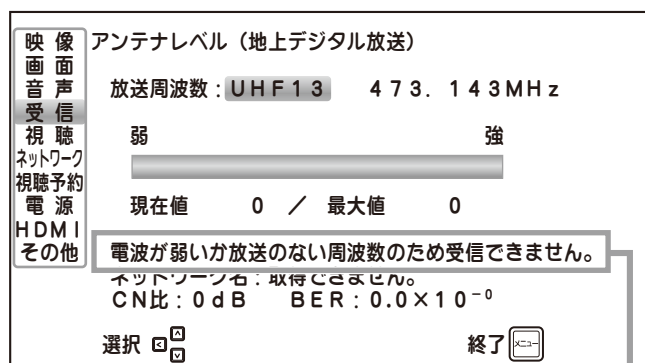 映 像
画 面
音 声
受 信
視 聴
ネットワーク
視聴予約
電 源
HDMI
その他
アンテナレベル（地上デジタル放送）
放送周波数：UHF13 473.143MHz
弱 強
現在値 0 / 最大値 0
電波が弱いか放送のない周波数のため受信できません。
ネットワーク名：取得できません。
CN比：0dB BER：0.0×10⁻⁰
選択 終了 メニュー